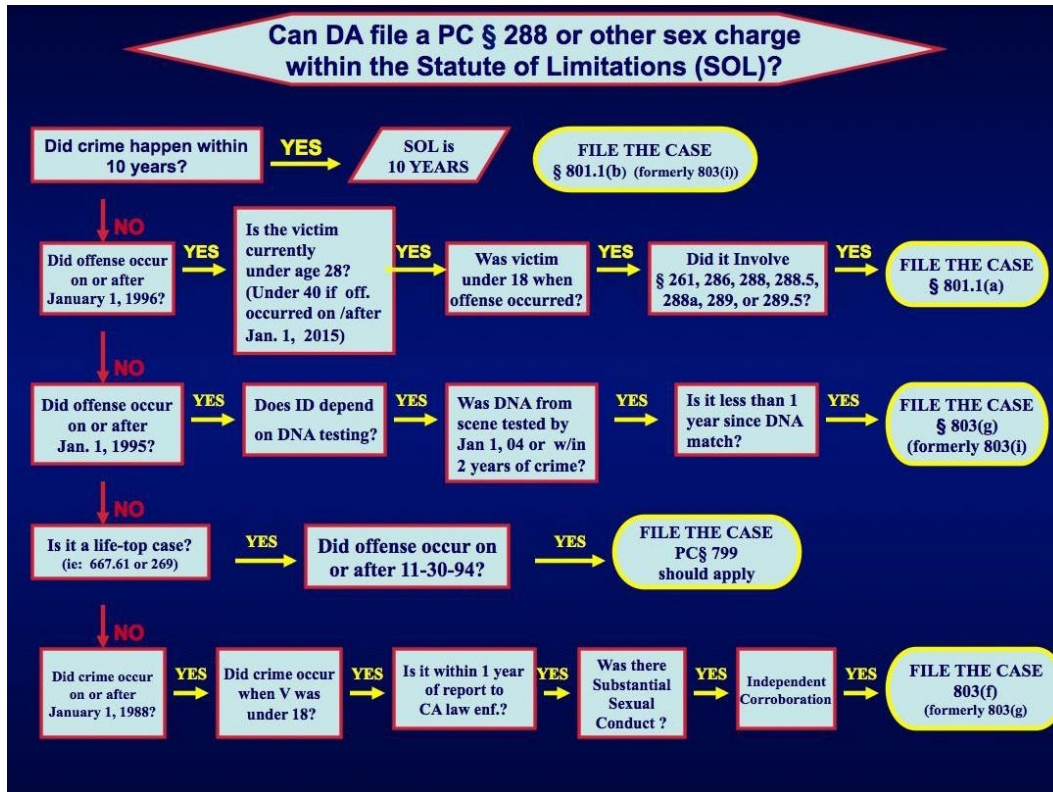 Can DA file a PC § 288 or other sex charge
within the Statute of Limitations (SOL)?
Did crime happen within
10 years?
YES
SOL is
10 YEARS
FILE THE CASE
§ 801.1(b) (formerly 803(i))
NO
Did offense occur
on or after
January 1, 1996?
YES
Is the victim
currently
under age 28?
(Under 40 if off.
occurred on /after
Jan. 1, 2015)
YES
Was victim
under 18 when
offense occurred?
YES
Did it Involve
§ 261, 286, 288, 288.5,
288a, 289, or 289.5?
YES
FILE THE CASE
§ 801.1(a)
NO
Did offense occur
on or after
Jan. 1, 1995?
YES
Does ID depend
on DNA testing?
YES
Was DNA from
scene tested by
Jan 1, 04 or w/in
2 years of crime?
YES
Is it less than 1
year since DNA
match?
YES
FILE THE CASE
§ 803(g)
(formerly 803(i)
NO
Is it a life-top case?
(ie: 667.61 or 269)
YES
Did offense occur on
or after 11-30-94?
YES
FILE THE CASE
PC§ 799
should apply
NO
Did crime occur
on or after
January 1, 1988?
YES
Did crime occur
when V was
under 18?
YES
Is it within 1 year
of report to
CA law enf.?
YES
Was there
Substantial
Sexual
Conduct ?
YES
Independent
Corroboration
YES
FILE THE CASE
803(f)
(formerly 803(g)